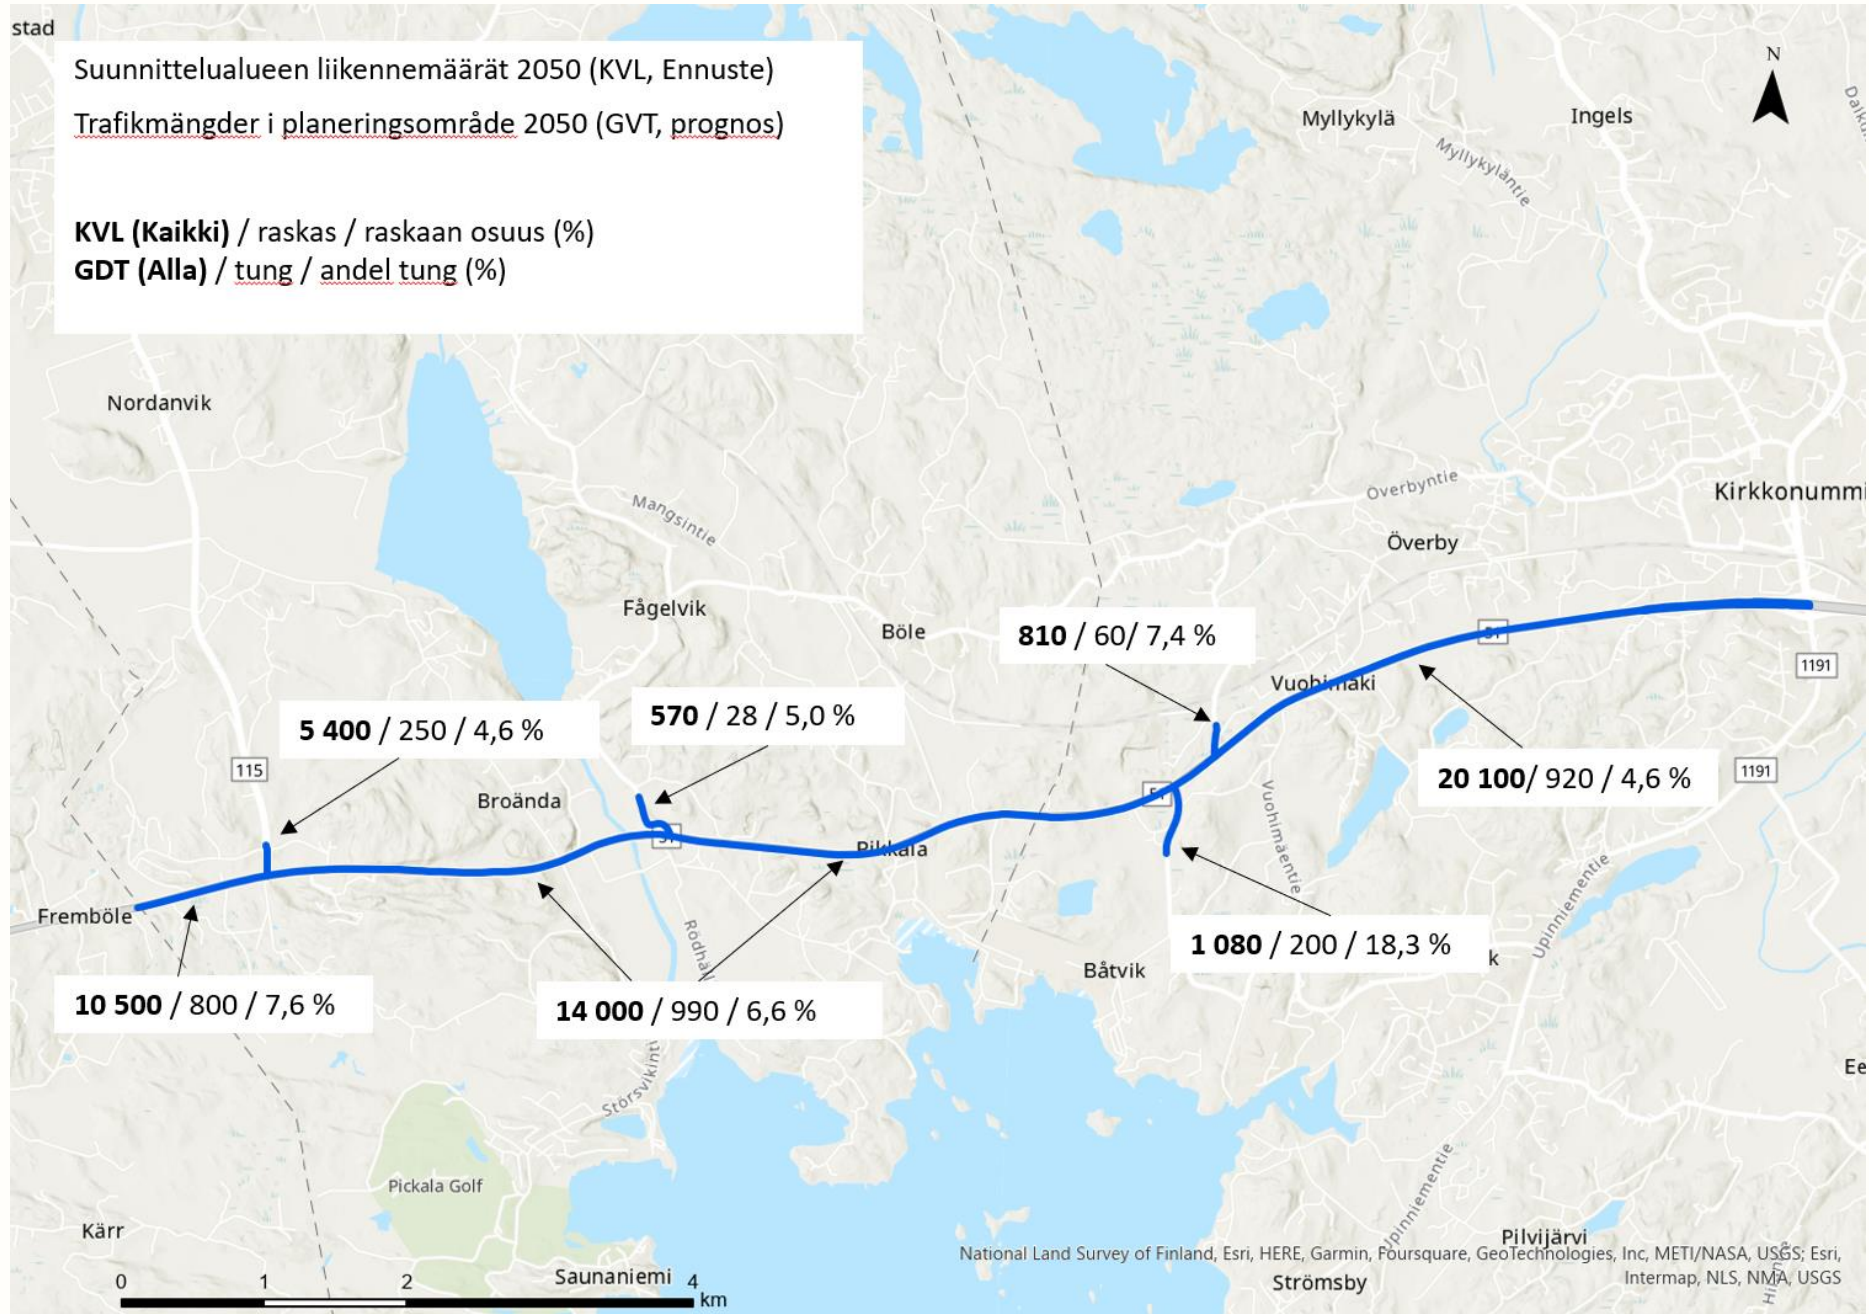 stad
Suunnittelualueen liikennemäärät 2050 (KVL, Ennuste)
Trafikmängder i planeringsområde 2050 (GVT, prognos)
KVL (Kaikki) / raskas / raskaan osuus (%)
GDT (Alla) / tung / andel tung (%)
N
Myllykylä
Ingels
Myllykyläntie
Nordanvik
Mangsintie
Överbyntie
Kirkkonummi
Överby
Fågelvik
Böle
810 / 60/ 7,4 %
51
1191
Vuohimäki
5 400 / 250 / 4,6 %
570 / 28 / 5,0 %
115
20 100/ 920 / 4,6 %
1191
Broända
51
51
Vuohimäentie
Pikkala
Fremböle
Upinniementie
1 080 / 200 / 18,3 %
k
Båtvik
10 500 / 800 / 7,6 %
14 000 / 990 / 6,6 %
Ee
Störsvikintie
Pickala Golf
Upinniementie
Kärr
Pilvijärvi
National Land Survey of Finland, Esri, HERE, Garmin, Foursquare, GeoTechnologies, Inc, METI/NASA, USGS; Esri,
Intermap, NLS, NMA, USGS
Saunaniemi
Strömsby
0 1 2 4
km